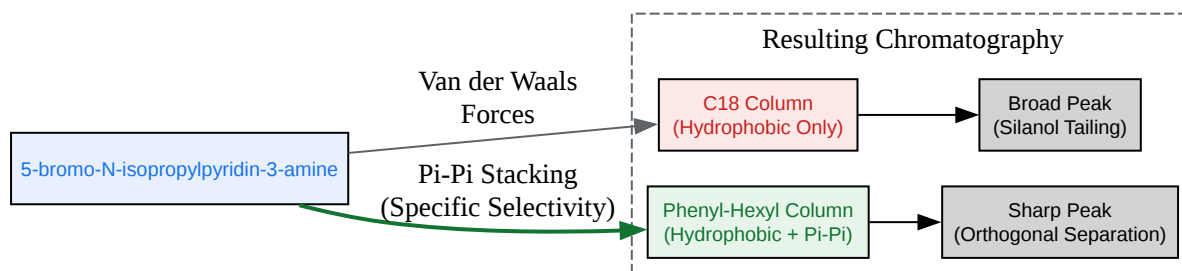 Resulting Chromatography
Van der Waals
Forces
C18 Column
(Hydrophobic Only)
Broad Peak
(Silanol Tailing)
5-bromo-N-isopropylpyridin-3-amine
Pi-Pi Stacking
(Specific Selectivity)
Phenyl-Hexyl Column
(Hydrophobic + Pi-Pi)
Sharp Peak
(Orthogonal Separation)